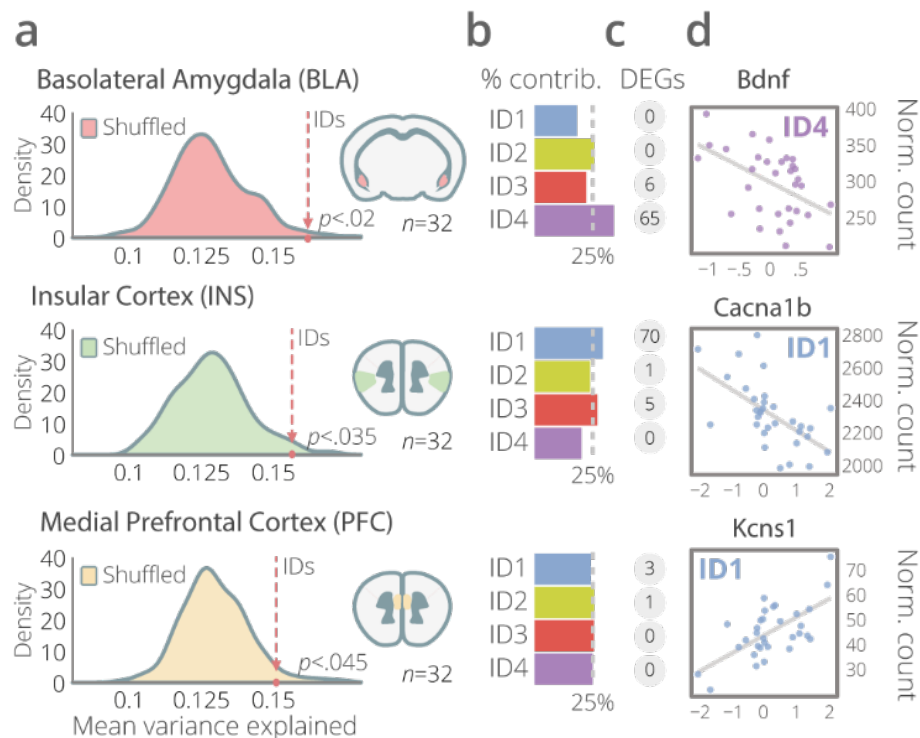 a
b
c
d
Basolateral Amygdala (BLA)
% contrib.
DEGs
Bdnf
40
30
20
10
0
Density
Shuffled
IDs
p<.02
n=32
0.1
0.125
0.15
ID1
ID2
ID3
ID4
25%
0
0
6
65
ID4
400
350
300
250
Norm. count
−1
−.5
0
.5
Insular Cortex (INS)
40
30
20
10
0
Density
Shuffled
IDs
p<.035
n=32
0.1
0.125
0.15
ID1
ID2
ID3
ID4
25%
70
1
5
0
Cacna1b
ID1
2800
2600
2400
2200
2000
Norm. count
−2
−1
0
1
2
Medial Prefrontal Cortex (PFC)
40
30
20
10
0
Density
Shuffled
IDs
p<.045
n=32
0.1
0.125
0.15
Mean variance explained
ID1
ID2
ID3
ID4
25%
3
1
0
0
Kcns1
ID1
70
60
50
40
30
Norm. count
−2
−1
0
1
2